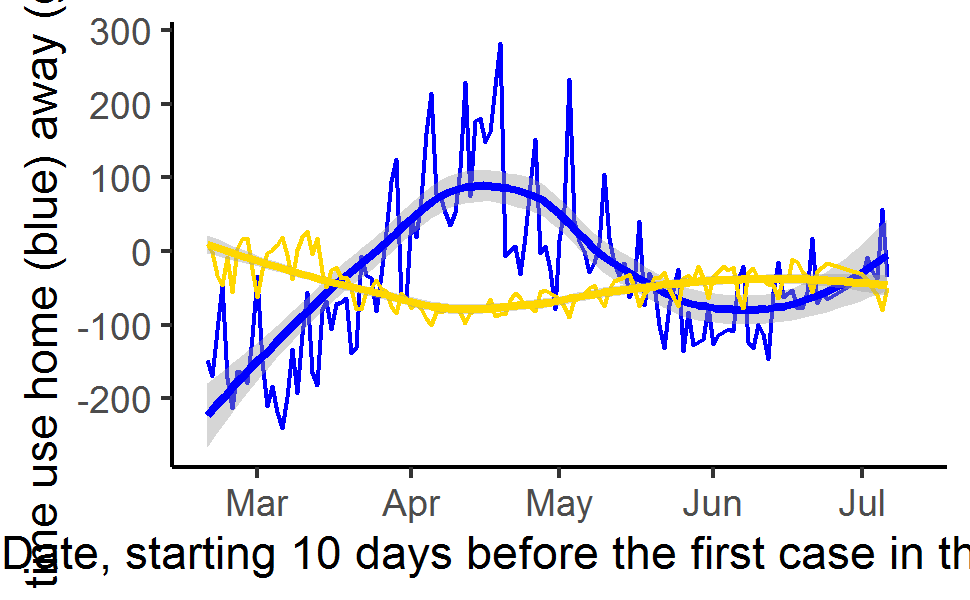 time use home (blue) away (
300
200
100
0
-100
-200
Mar Apr May Jun Jul
Date, starting 10 days before the first case in th